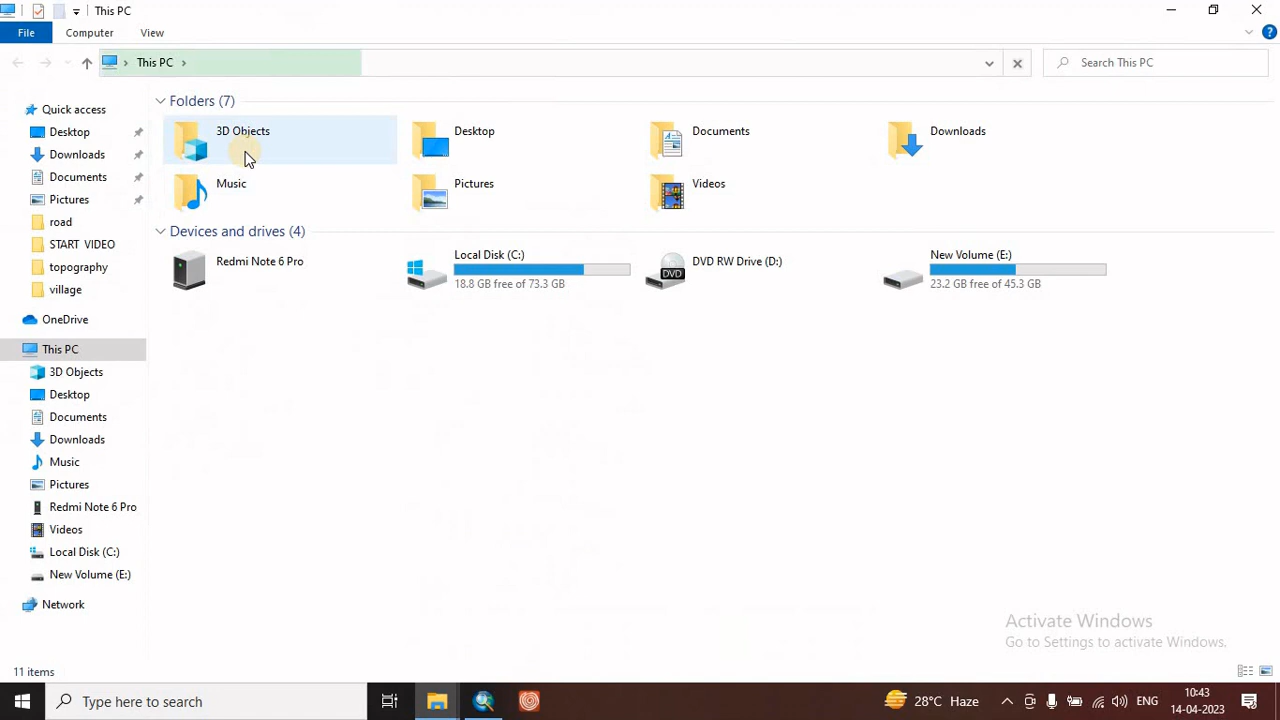 This PC
File Computer View
This PC
Search This PC
Quick access
Desktop
Downloads
Documents
Pictures
road
START VIDEO
topography
village
OneDrive
This PC
3D Objects
Desktop
Documents
Downloads
Music
Pictures
Redmi Note 6 Pro
Videos
Local Disk (C:)
New Volume (E:)
Network
Folders (7)
3D Objects
Desktop
Documents
Downloads
Music
Pictures
Videos
Devices and drives (4)
Redmi Note 6 Pro
Local Disk (C:)
18.8 GB free of 73.3 GB
DVD
DVD RW Drive (D:)
New Volume (E:)
23.2 GB free of 45.3 GB
Activate Windows
Go to Settings to activate Windows.
11 items
Type here to search
28°C Haze
ENG
10:43
14-04-2023